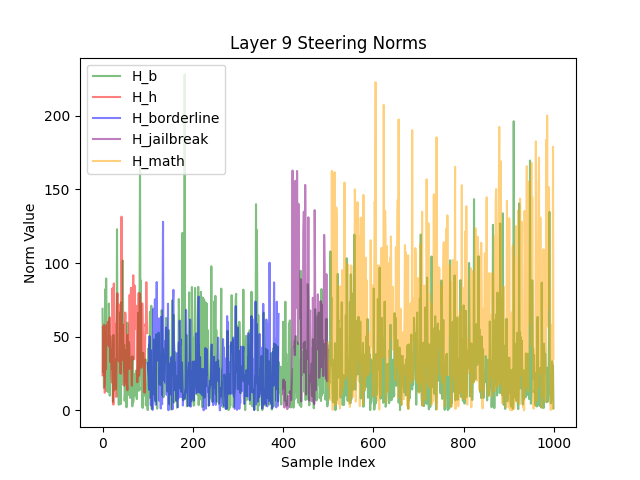 Layer 9 Steering Norms
H_b
H_h
H_borderline
H_jailbreak
H_math
Norm Value
200
150
100
50
0
0 200 400 600 800 1000
Sample Index